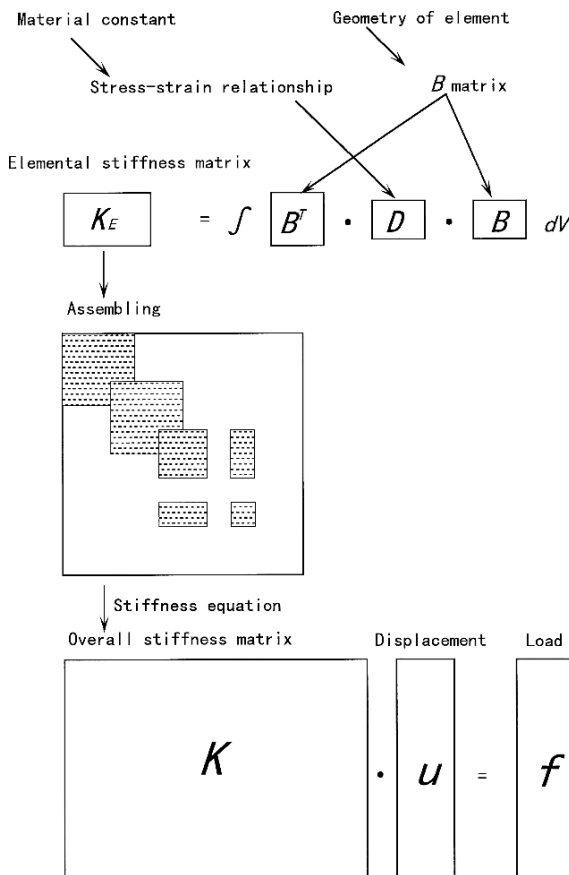 Material constant
Geometry of element
Stress-strain relationship
B matrix
Elemental stiffness matrix
K_E = ∫ B^T · D · B dV
Assembling
Stiffness equation
Overall stiffness matrix Displacement Load
K · u = f